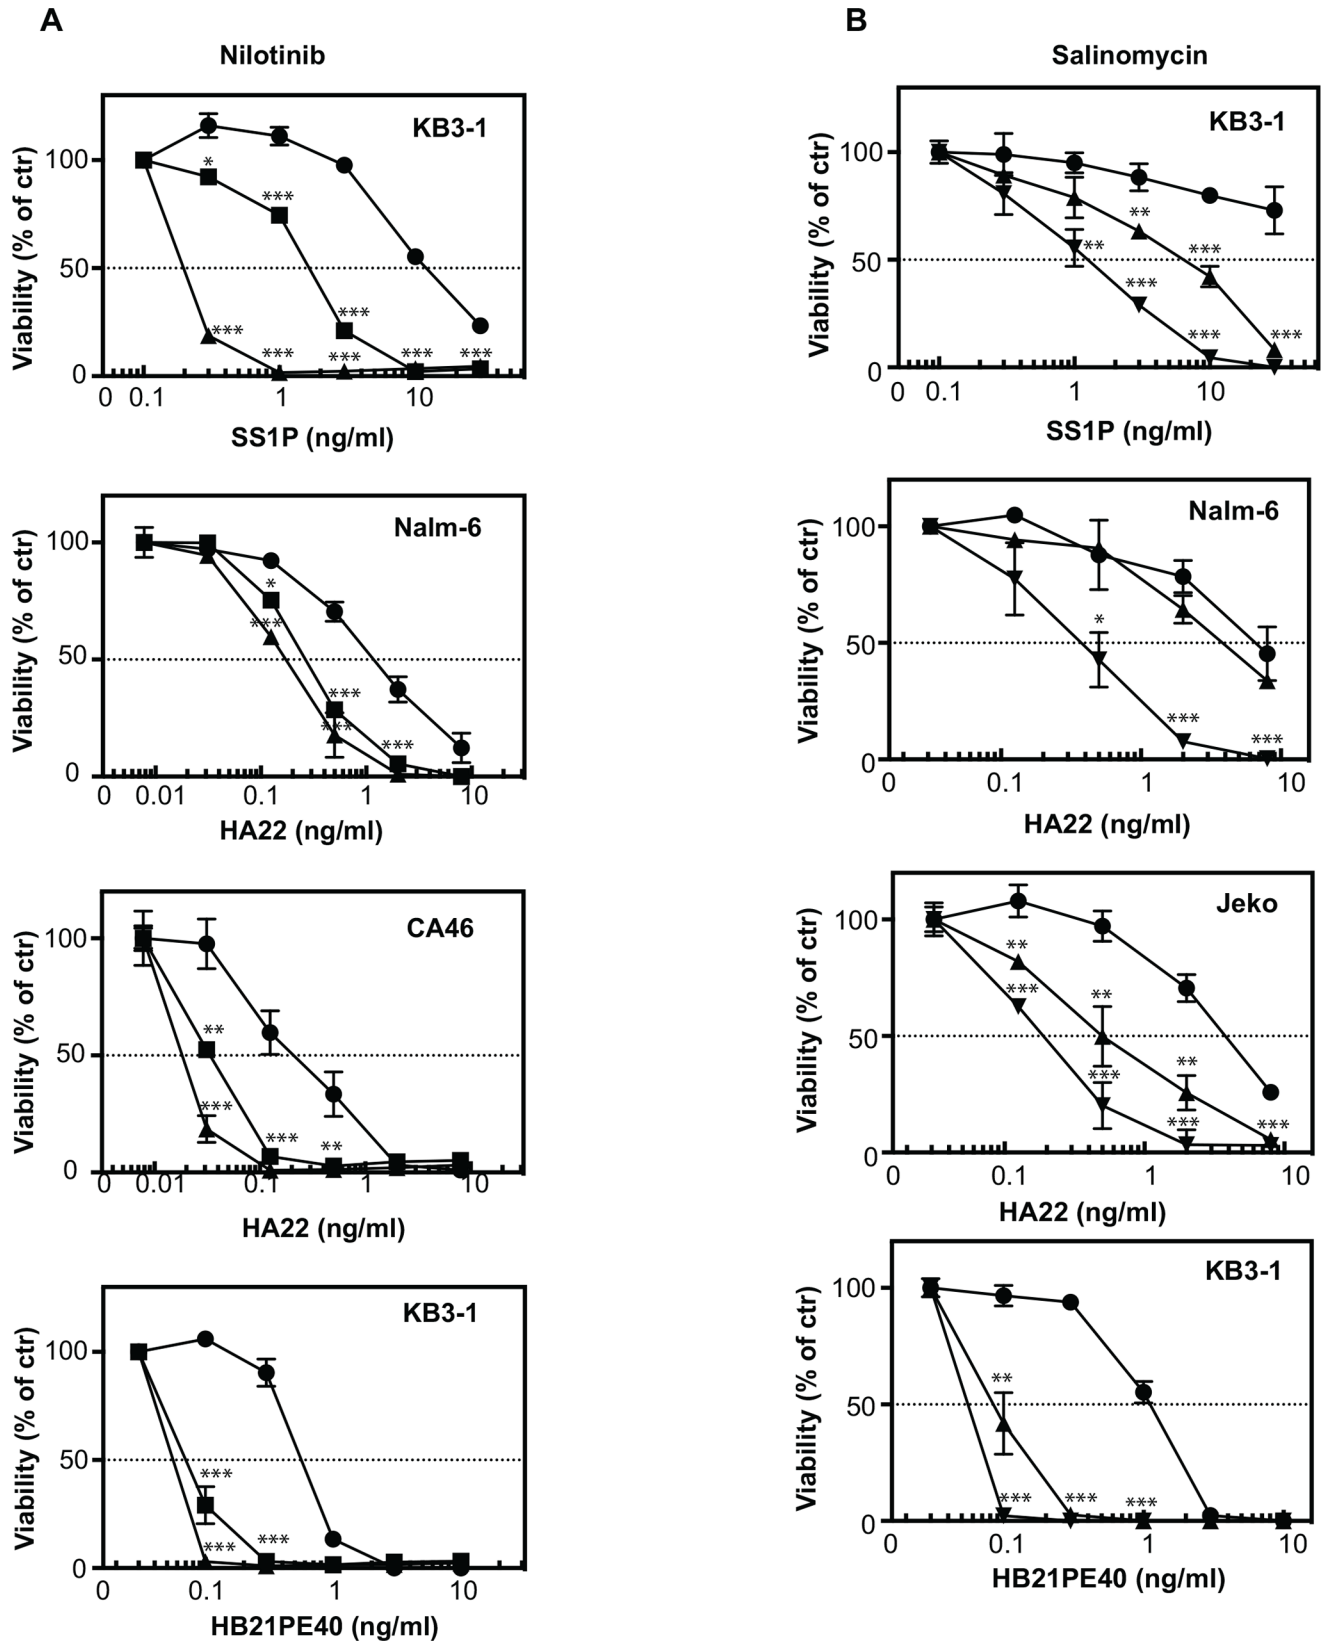 A
Nilotinib
KB3-1
Viability (% of ctr)
100
50
0
*
***
***
***
***
***
***
***
0 0.1 1 10
SS1P (ng/ml)
Nalm-6
Viability (% of ctr)
100
50
0
*
***
***
***
***
0 0.01 0.1 1 10
HA22 (ng/ml)
CA46
Viability (% of ctr)
100
50
0
**
***
***
**
0 0.01 0.1 1 10
HA22 (ng/ml)
KB3-1
Viability (% of ctr)
100
50
0
***
***
***
0 0.1 1 10
HB21PE40 (ng/ml)
B
Salinomycin
KB3-1
Viability (% of ctr)
100
50
0
**
**
***
***
***
***
0 0.1 1 10
SS1P (ng/ml)
Nalm-6
Viability (% of ctr)
100
50
0
*
***
***
0 0.1 1 10
HA22 (ng/ml)
Jeko
Viability (% of ctr)
100
50
0
**
***
**
***
**
***
***
0 0.1 1 10
HA22 (ng/ml)
KB3-1
Viability (% of ctr)
100
50
0
**
***
***
***
0 0.1 1 10
HB21PE40 (ng/ml)